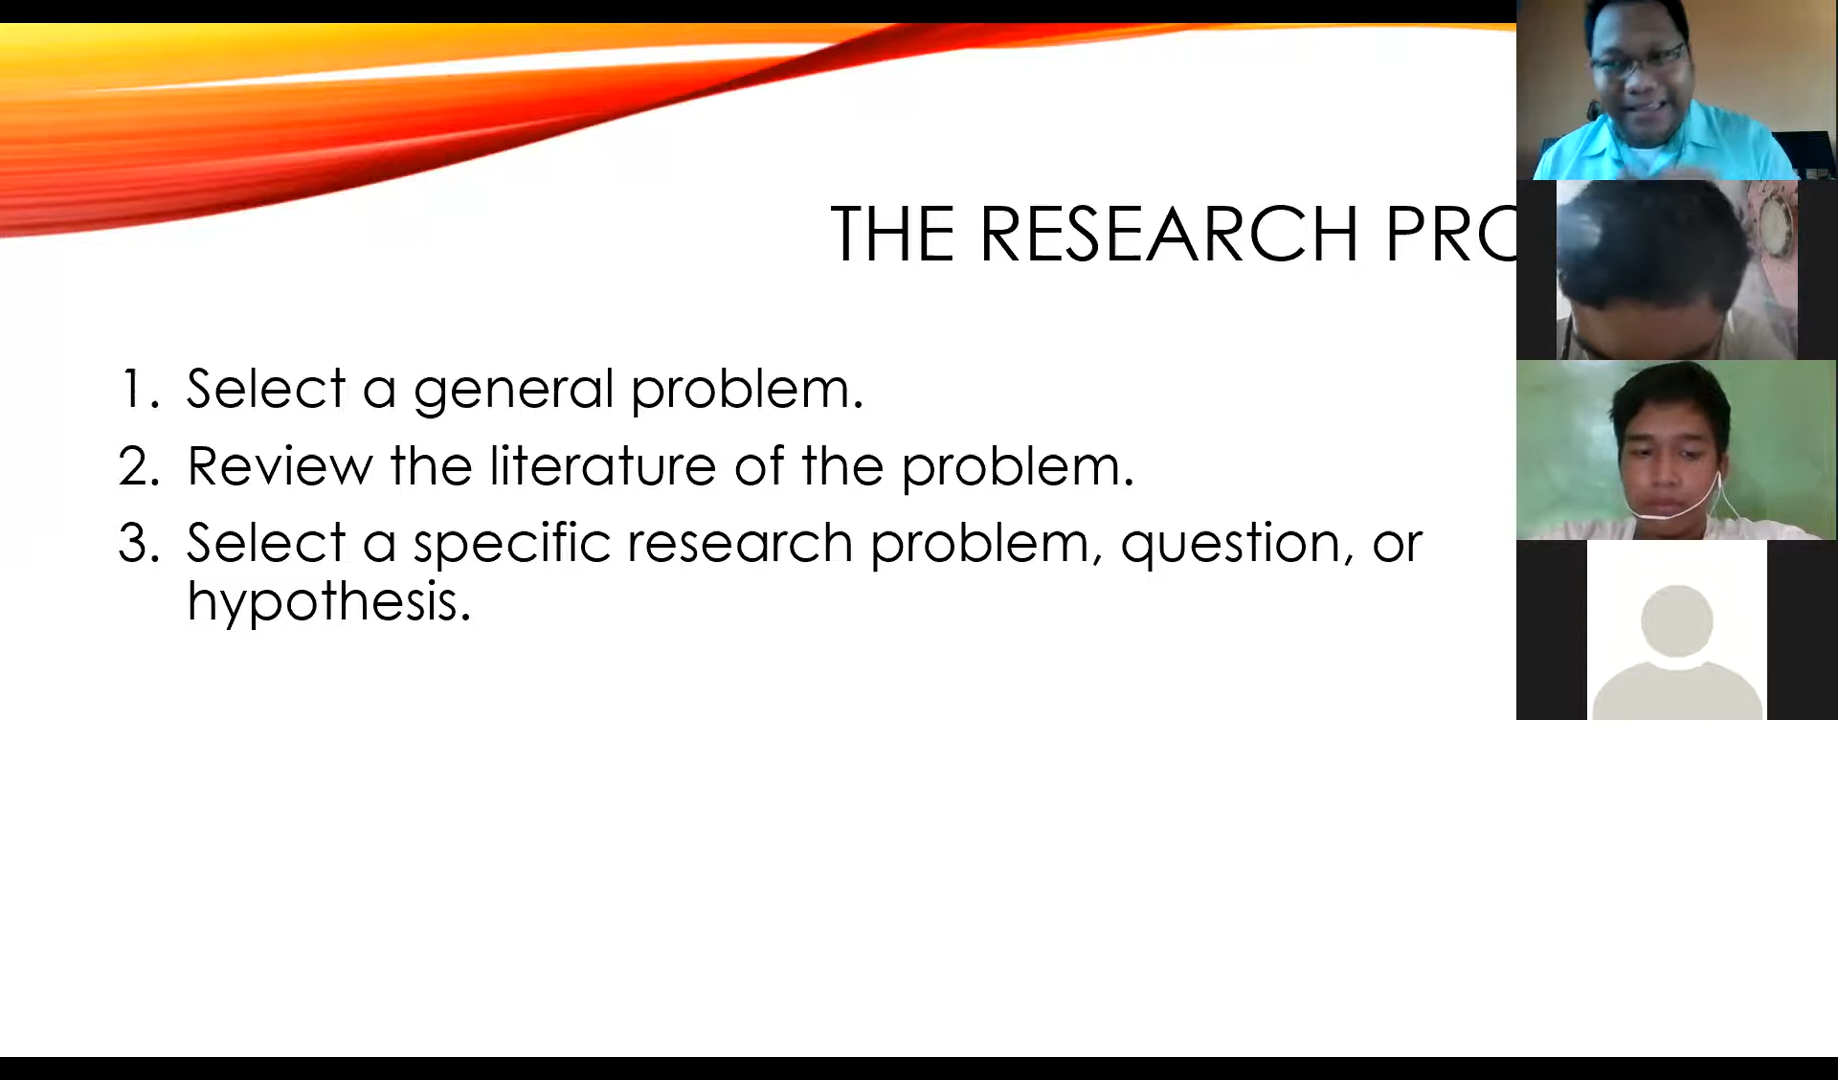 THE RESEARCH PRO
1. Select a general problem.
2. Review the literature of the problem.
3. Select a specific research problem, question, or
hypothesis.